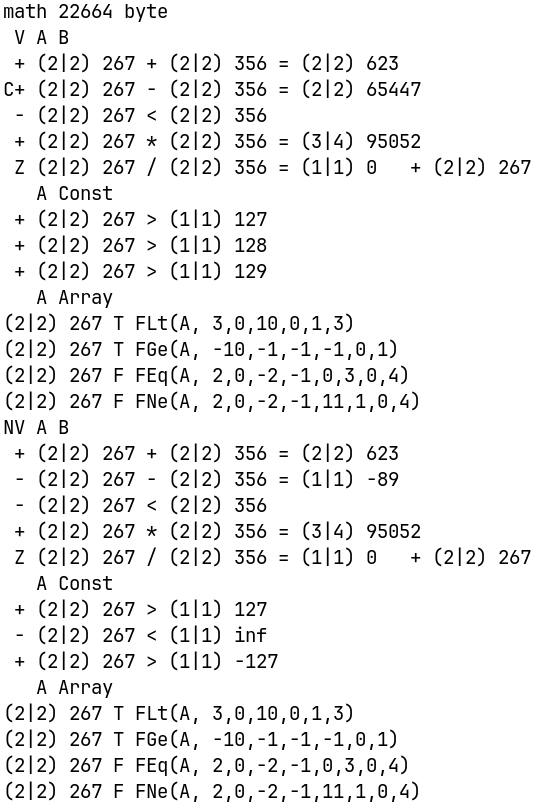 math 22664 byte
 V A B
 + (2|2) 267 + (2|2) 356 = (2|2) 623
C+ (2|2) 267 - (2|2) 356 = (2|2) 65447
 - (2|2) 267 < (2|2) 356
 + (2|2) 267 * (2|2) 356 = (3|4) 95052
 Z (2|2) 267 / (2|2) 356 = (1|1) 0   + (2|2) 267
   A Const
 + (2|2) 267 > (1|1) 127
 + (2|2) 267 > (1|1) 128
 + (2|2) 267 > (1|1) 129
   A Array
(2|2) 267 T FLt(A, 3,0,10,0,1,3)
(2|2) 267 T FGe(A, -10,-1,-1,-1,0,1)
(2|2) 267 F FEq(A, 2,0,-2,-1,0,3,0,4)
(2|2) 267 F FNe(A, 2,0,-2,-1,11,1,0,4)
NV A B
 + (2|2) 267 + (2|2) 356 = (2|2) 623
 - (2|2) 267 - (2|2) 356 = (1|1) -89
 - (2|2) 267 < (2|2) 356
 + (2|2) 267 * (2|2) 356 = (3|4) 95052
 Z (2|2) 267 / (2|2) 356 = (1|1) 0   + (2|2) 267
   A Const
 + (2|2) 267 > (1|1) 127
 - (2|2) 267 < (1|1) inf
 + (2|2) 267 > (1|1) -127
   A Array
(2|2) 267 T FLt(A, 3,0,10,0,1,3)
(2|2) 267 T FGe(A, -10,-1,-1,-1,0,1)
(2|2) 267 F FEq(A, 2,0,-2,-1,0,3,0,4)
(2|2) 267 F FNe(A, 2,0,-2,-1,11,1,0,4)